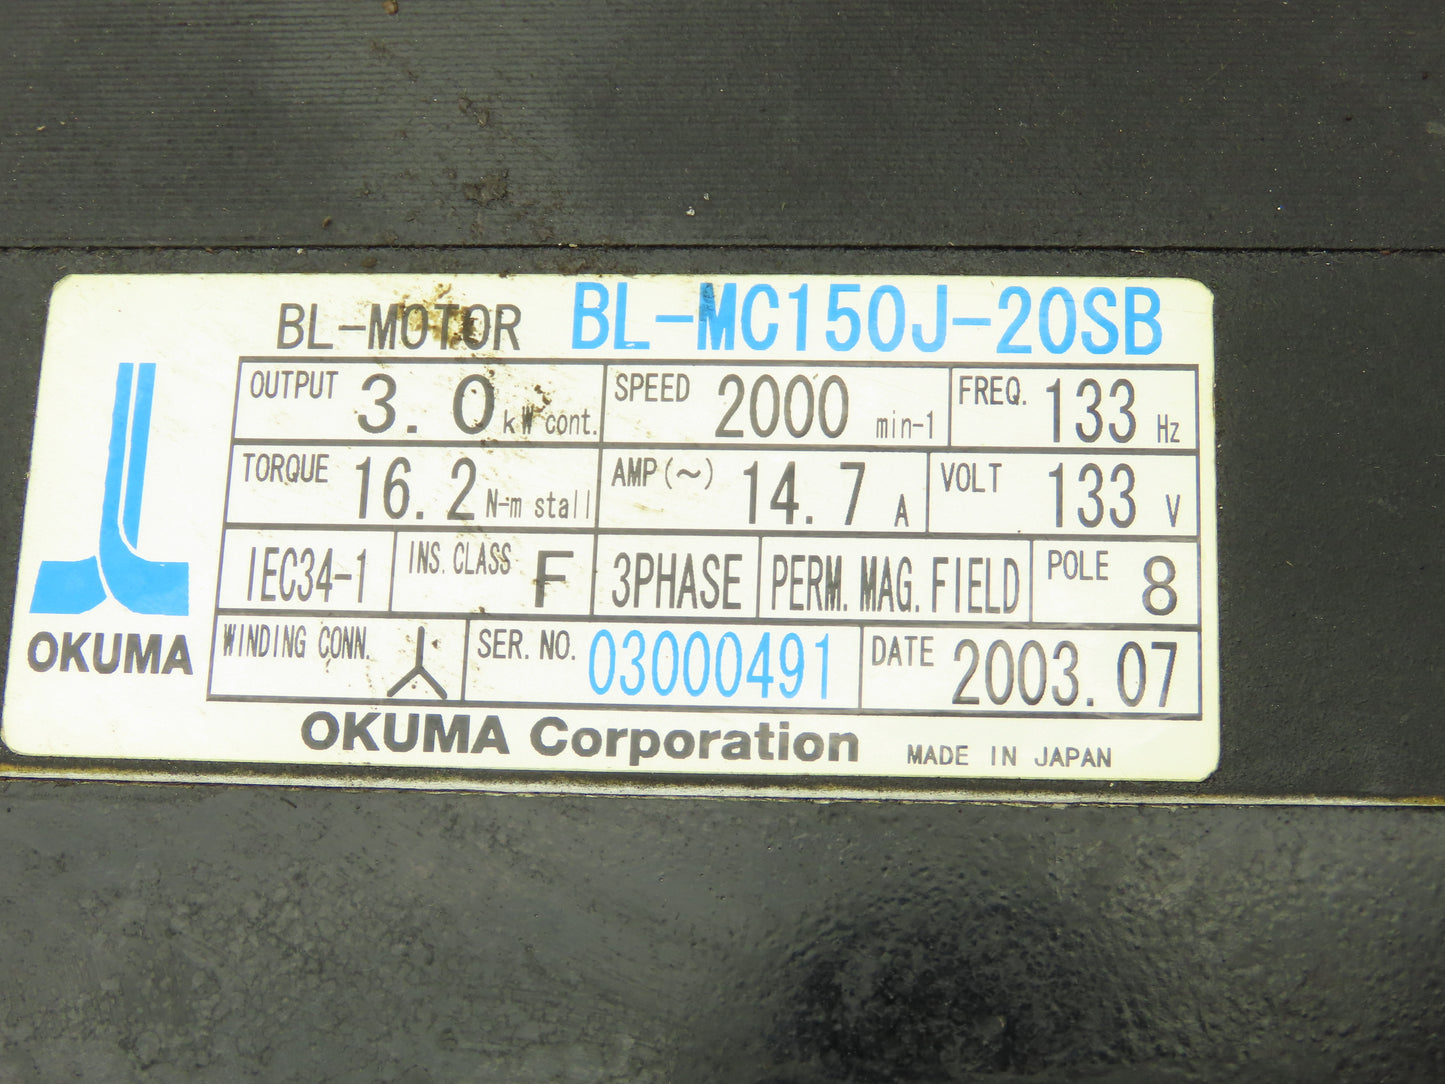 BL-MOTOR BL-MC150J-20SB
OUTPUT 3.0 kW cont. SPEED 2000 min-1 FREQ. 133 Hz
TORQUE 16.2 N-m stall AMP(~) 14.7 A VOLT 133 V
IEC34-1 INS. CLASS F 3PHASE PERM. MAG. FIELD POLE 8
WINDING CONN. SER. NO. 03000491 DATE 2003. 07
OKUMA
OKUMA Corporation MADE IN JAPAN